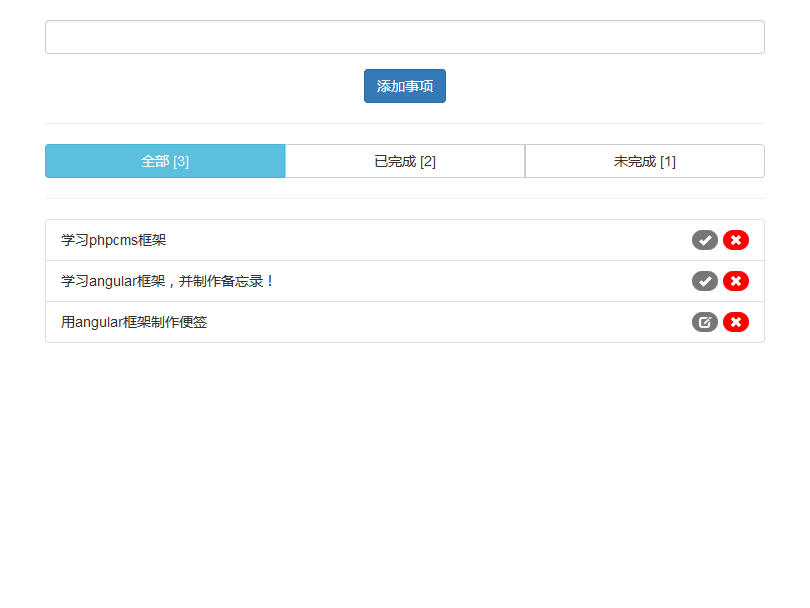 添加事项
全部 [3]
已完成 [2]
未完成 [1]
学习phpcms框架
学习angular框架，并制作备忘录！
用angular框架制作便签